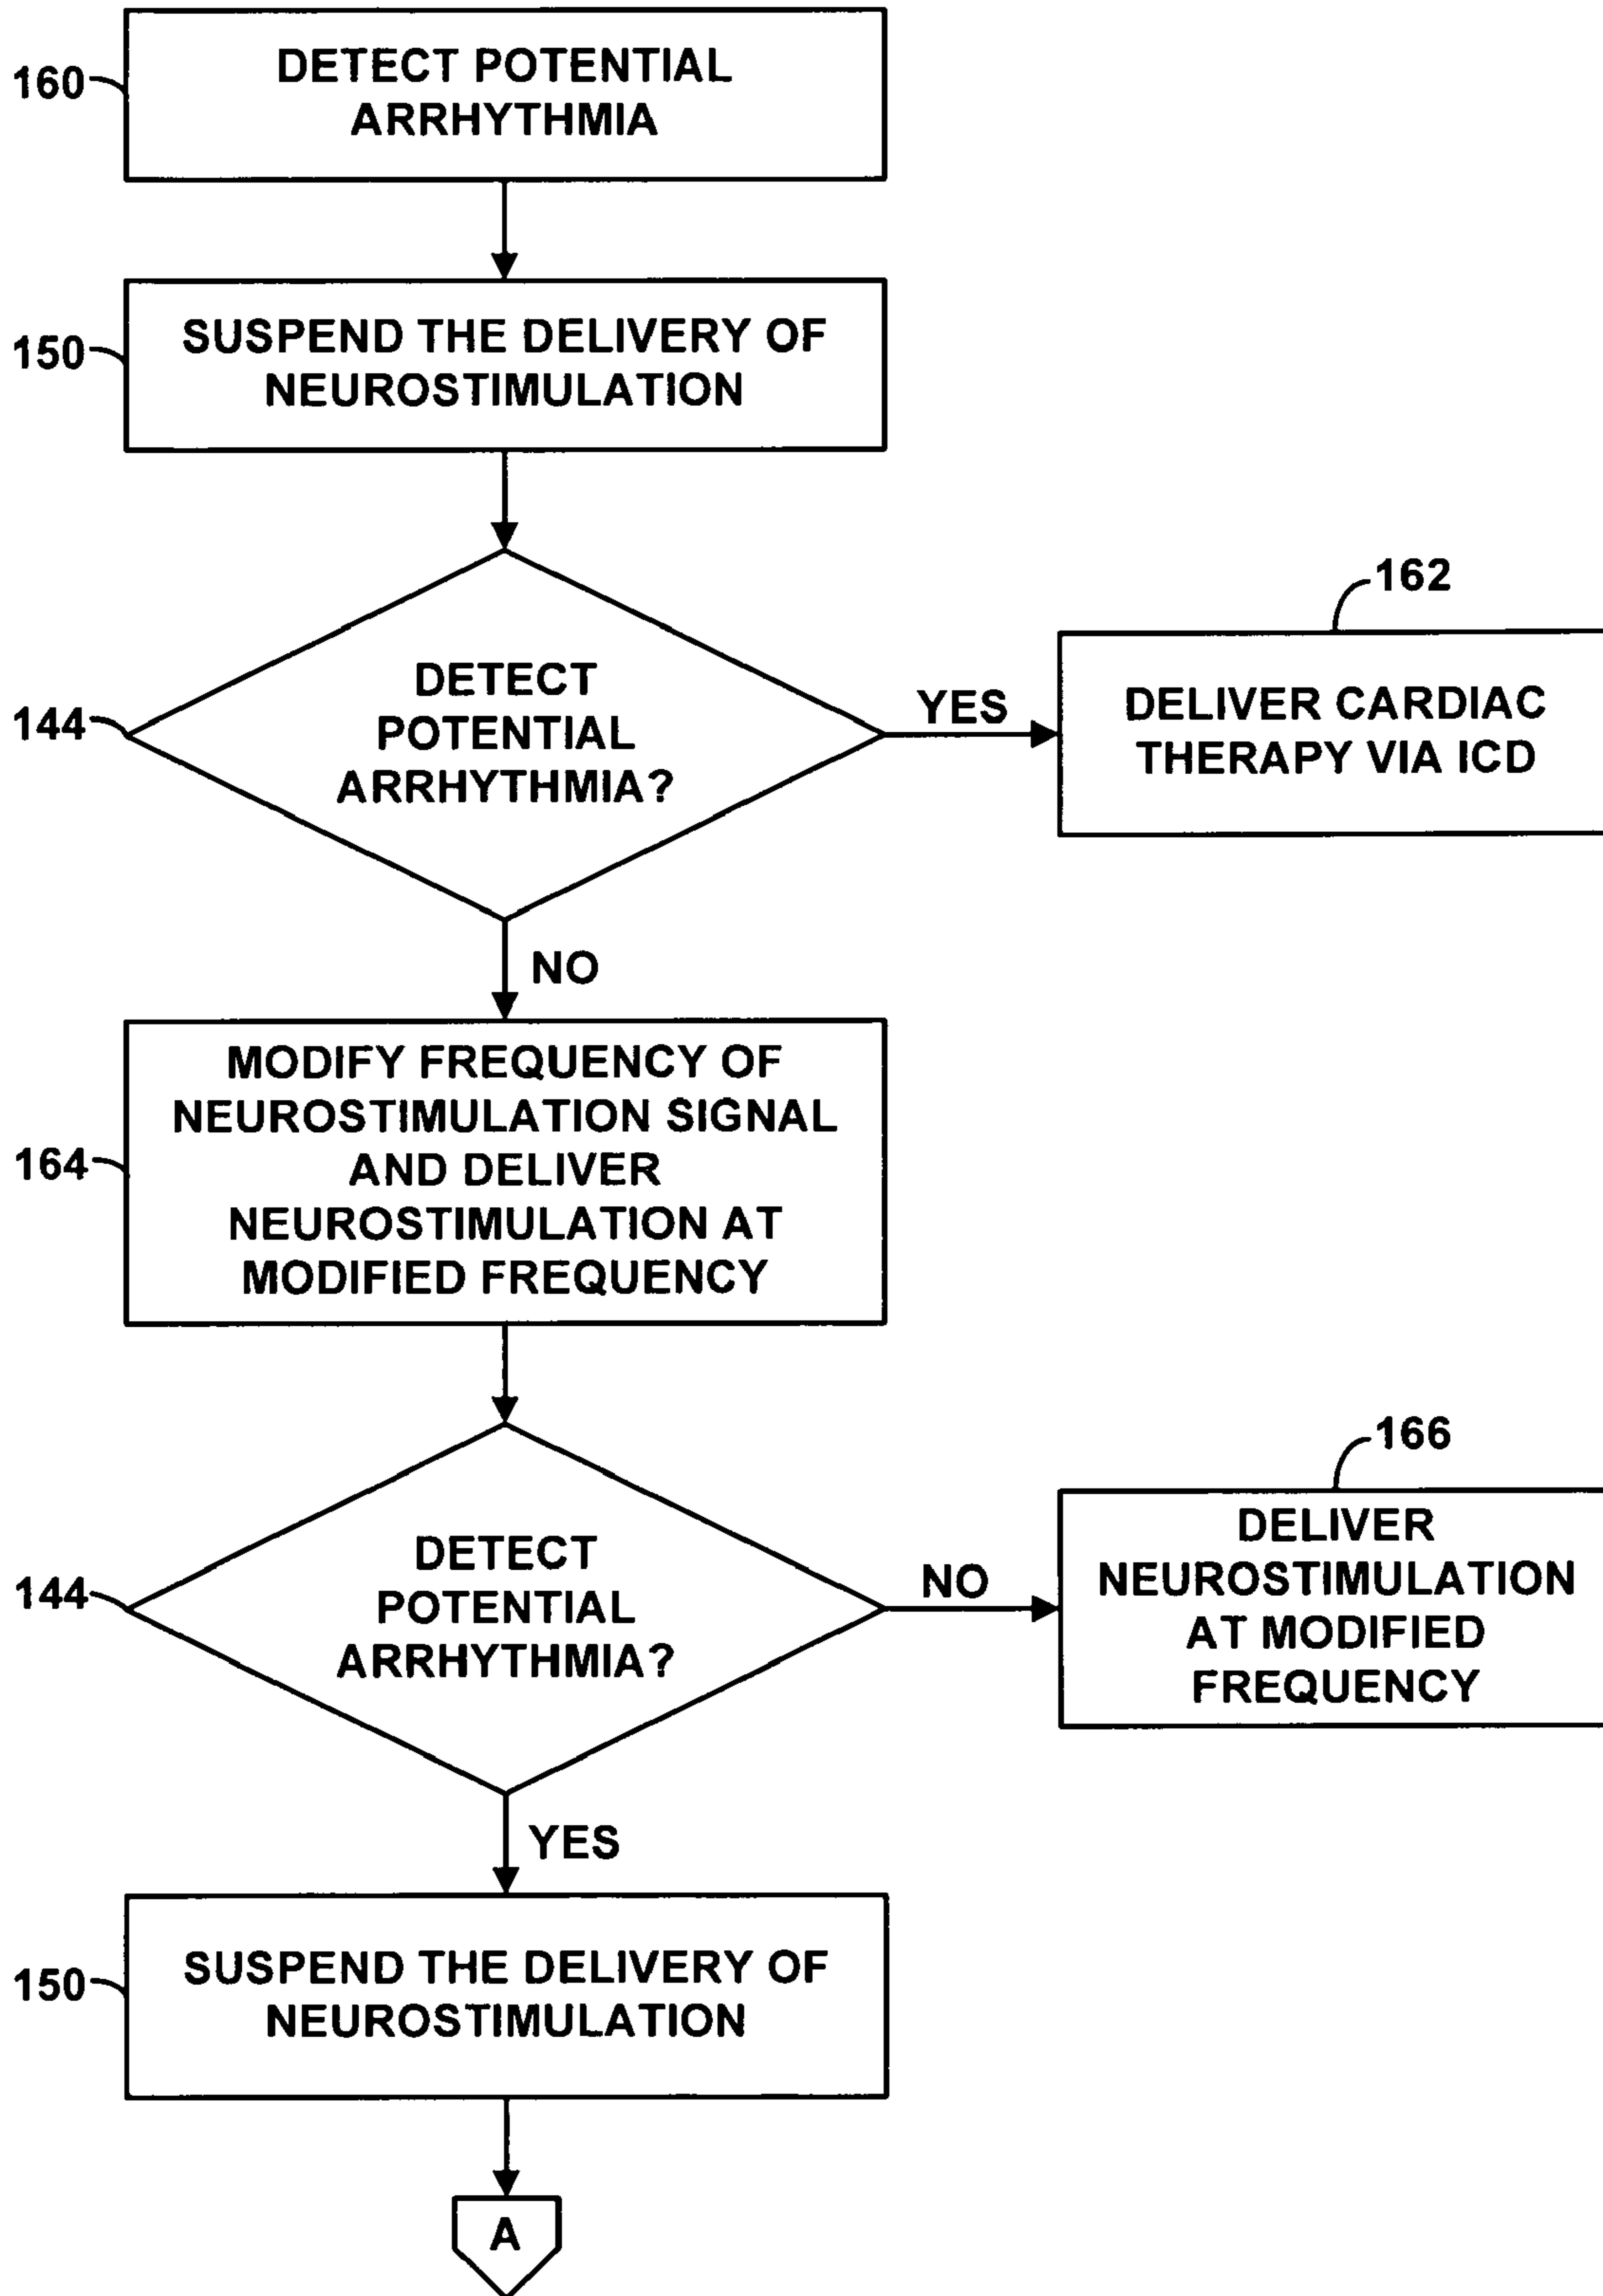 160
DETECT POTENTIAL
ARRHYTHMIA
150
SUSPEND THE DELIVERY OF
NEUROSTIMULATION
144
DETECT
POTENTIAL
ARRHYTHMIA?
YES
162
DELIVER CARDIAC
THERAPY VIA ICD
NO
164
MODIFY FREQUENCY OF
NEUROSTIMULATION SIGNAL
AND DELIVER
NEUROSTIMULATION AT
MODIFIED FREQUENCY
144
DETECT
POTENTIAL
ARRHYTHMIA?
NO
166
DELIVER
NEUROSTIMULATION
AT MODIFIED
FREQUENCY
YES
150
SUSPEND THE DELIVERY OF
NEUROSTIMULATION
A